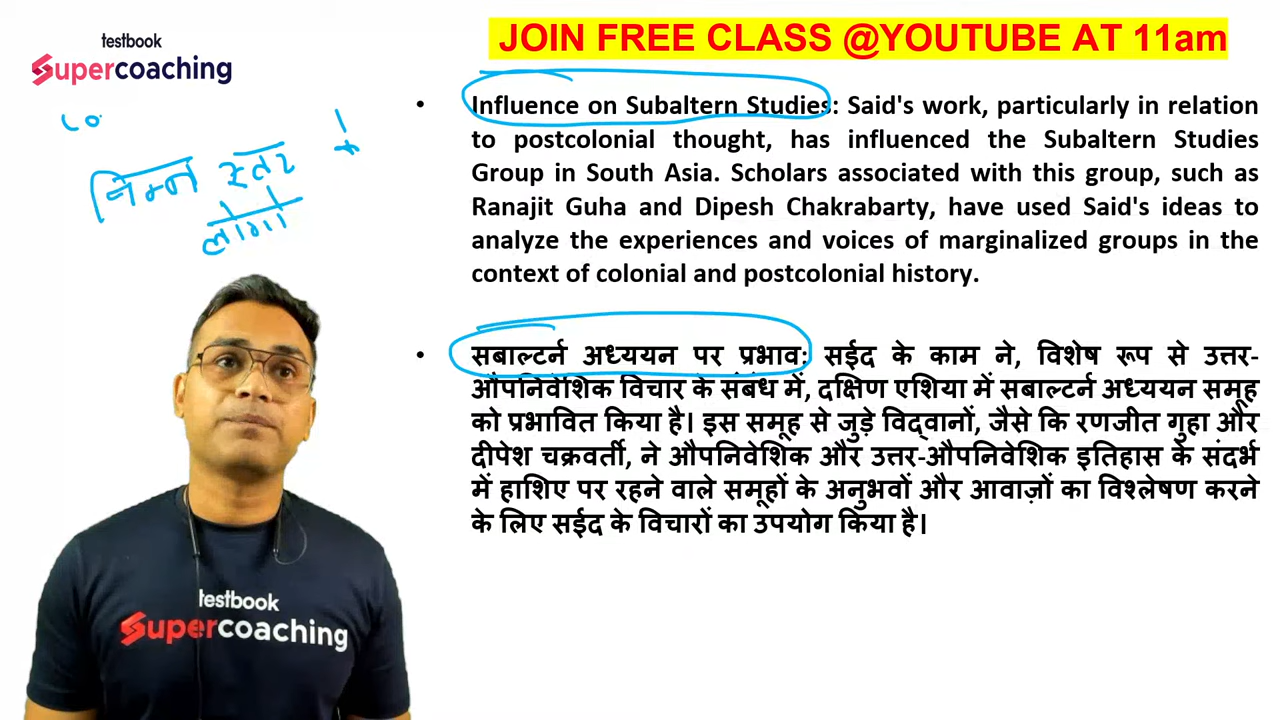 testbook
Supercoaching
JOIN FREE CLASS @YOUTUBE AT 11am
निम्न स्तर
लोगो
• Influence on Subaltern Studies: Said's work, particularly in relation
to postcolonial thought, has influenced the Subaltern Studies
Group in South Asia. Scholars associated with this group, such as
Ranajit Guha and Dipesh Chakrabarty, have used Said's ideas to
analyze the experiences and voices of marginalized groups in the
context of colonial and postcolonial history.
• सबाल्टर्न अध्ययन पर प्रभाव: सईद के काम ने, विशेष रूप से उत्तर-
औपनिवेशिक विचार के संबंध में, दक्षिण एशिया में सबाल्टर्न अध्ययन समूह
को प्रभावित किया है। इस समूह से जुड़े विद्वानों, जैसे कि रणजीत गुहा और
दीपेश चक्रवर्ती, ने औपनिवेशिक और उत्तर-औपनिवेशिक इतिहास के संदर्भ
में हाशिए पर रहने वाले समूहों के अनुभवों और आवाज़ों का विश्लेषण करने
के लिए सईद के विचारों का उपयोग किया है।
testbook
Supercoaching